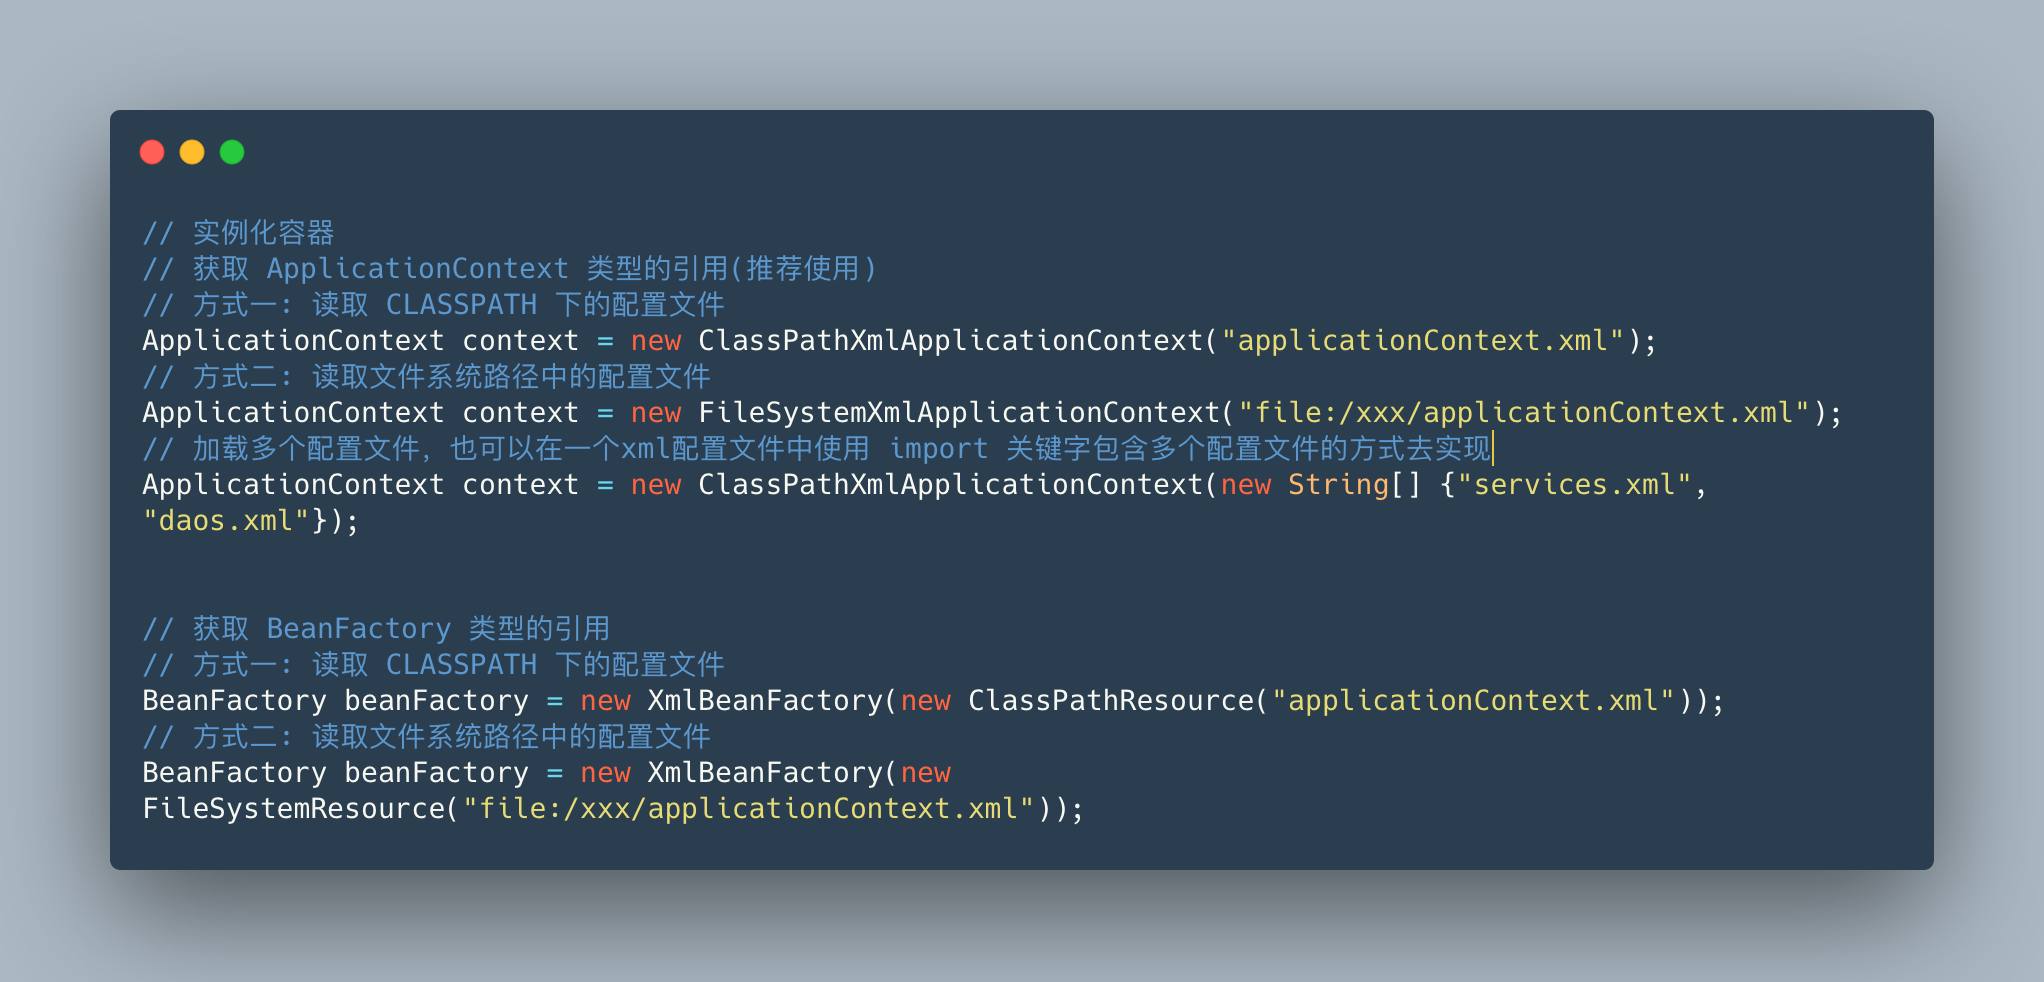 // 实例化容器
// 获取 ApplicationContext 类型的引用(推荐使用)
// 方式一: 读取 CLASSPATH 下的配置文件
ApplicationContext context = new ClassPathXmlApplicationContext("applicationContext.xml");
// 方式二: 读取文件系统路径中的配置文件
ApplicationContext context = new FileSystemXmlApplicationContext("file:/xxx/applicationContext.xml");
// 加载多个配置文件，也可以在一个xml配置文件中使用 import 关键字包含多个配置文件的方式去实现
ApplicationContext context = new ClassPathXmlApplicationContext(new String[] {"services.xml",
"daos.xml"});
// 获取 BeanFactory 类型的引用
// 方式一: 读取 CLASSPATH 下的配置文件
BeanFactory beanFactory = new XmlBeanFactory(new ClassPathResource("applicationContext.xml"));
// 方式二: 读取文件系统路径中的配置文件
BeanFactory beanFactory = new XmlBeanFactory(new
FileSystemResource("file:/xxx/applicationContext.xml"));